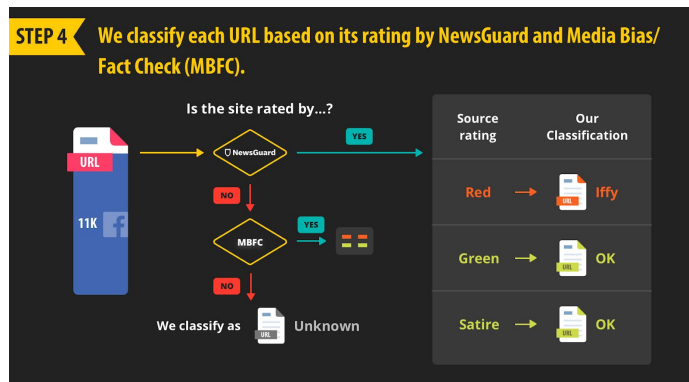 STEP 4
We classify each URL based on its rating by NewsGuard and Media Bias/
Fact Check (MBFC).
Is the site rated by...?
URL
11K
NewsGuard
YES
NO
MBFC
YES
NO
We classify as
URL
Unknown
Source
rating
Our
Classification
Red
URL
Iffy
Green
URL
OK
Satire
URL
OK